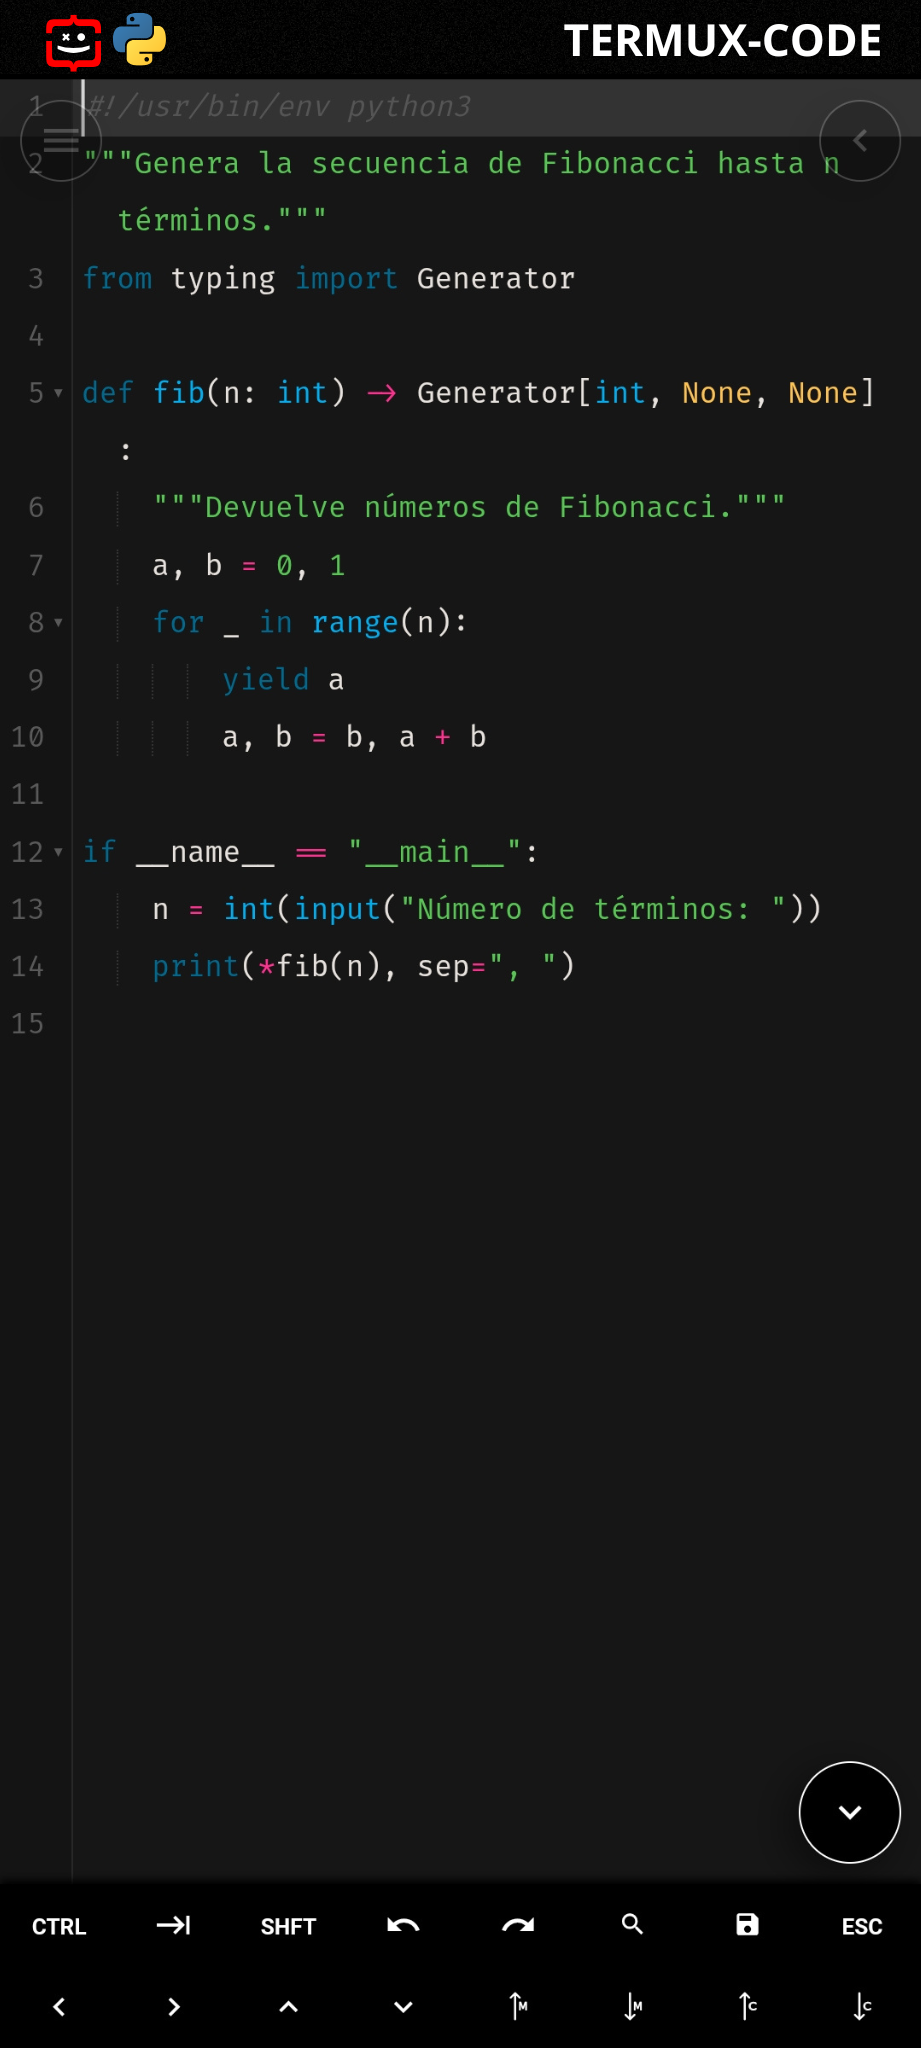 TERMUX-CODE
1 #!/usr/bin/env python3
2 """Genera la secuencia de Fibonacci hasta n
términos."""
3 from typing import Generator
4
5 def fib(n: int) -> Generator[int, None, None]
:
6 """Devuelve números de Fibonacci."""
7 a, b = 0, 1
8 for _ in range(n):
9 yield a
10 a, b = b, a + b
11
12 if __name__ == "__main__":
13 n = int(input("Número de términos: "))
14 print(*fib(n), sep=", ")
15
CTRL SHFT ESC
M M C C